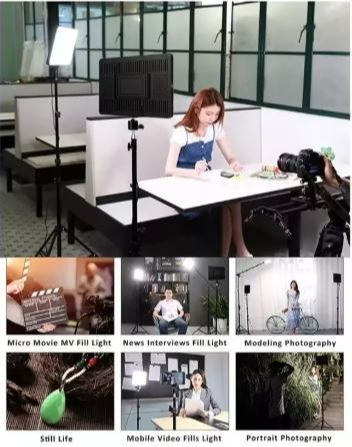 Micro Movie MV Fill Light
News Interviews Fill Light
Modeling Photography
Still Life
Mobile Video Fills Light
Portrait Photography